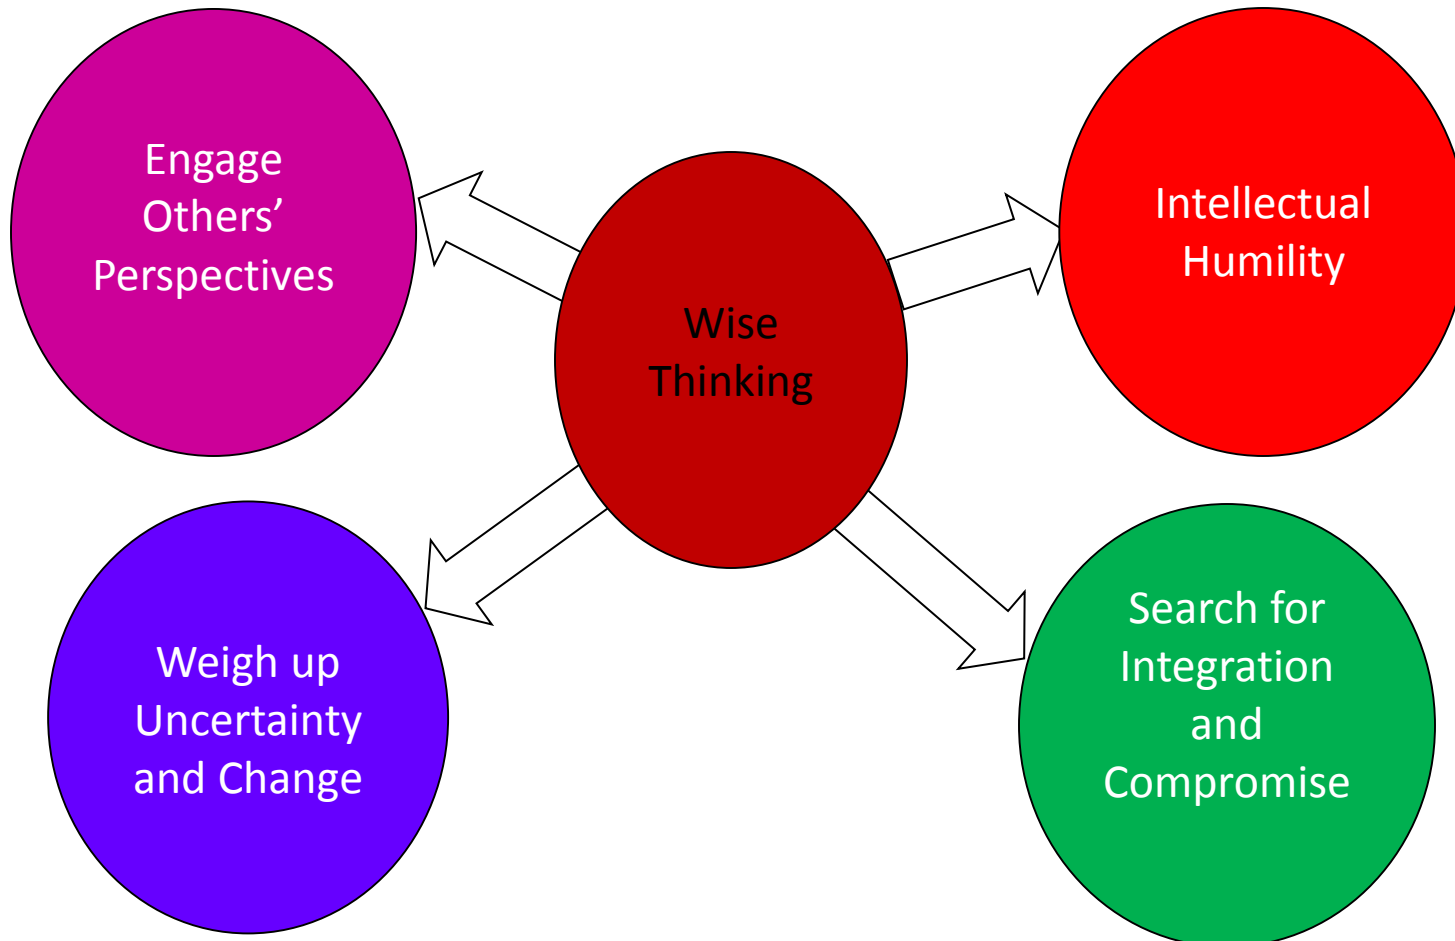 Engage
Others’
Perspectives
Intellectual
Humility
Wise
Thinking
Weigh up
Uncertainty
and Change
Search for
Integration
and
Compromise